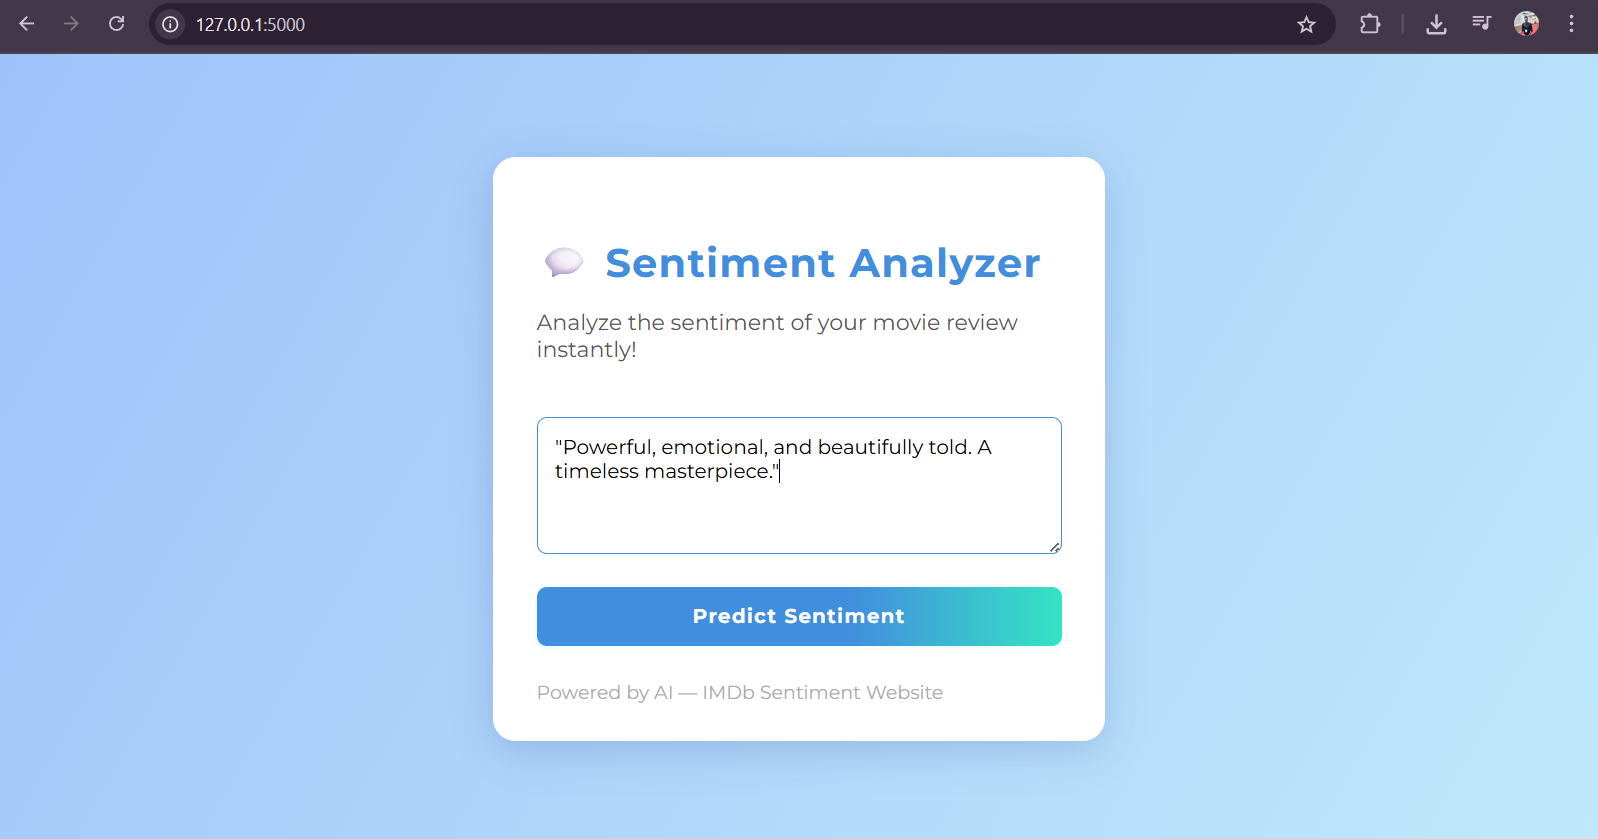 127.0.0.1:5000
Sentiment Analyzer
Analyze the sentiment of your movie review
instantly!
"Powerful, emotional, and beautifully told. A
timeless masterpiece."
Predict Sentiment
Powered by AI — IMDb Sentiment Website